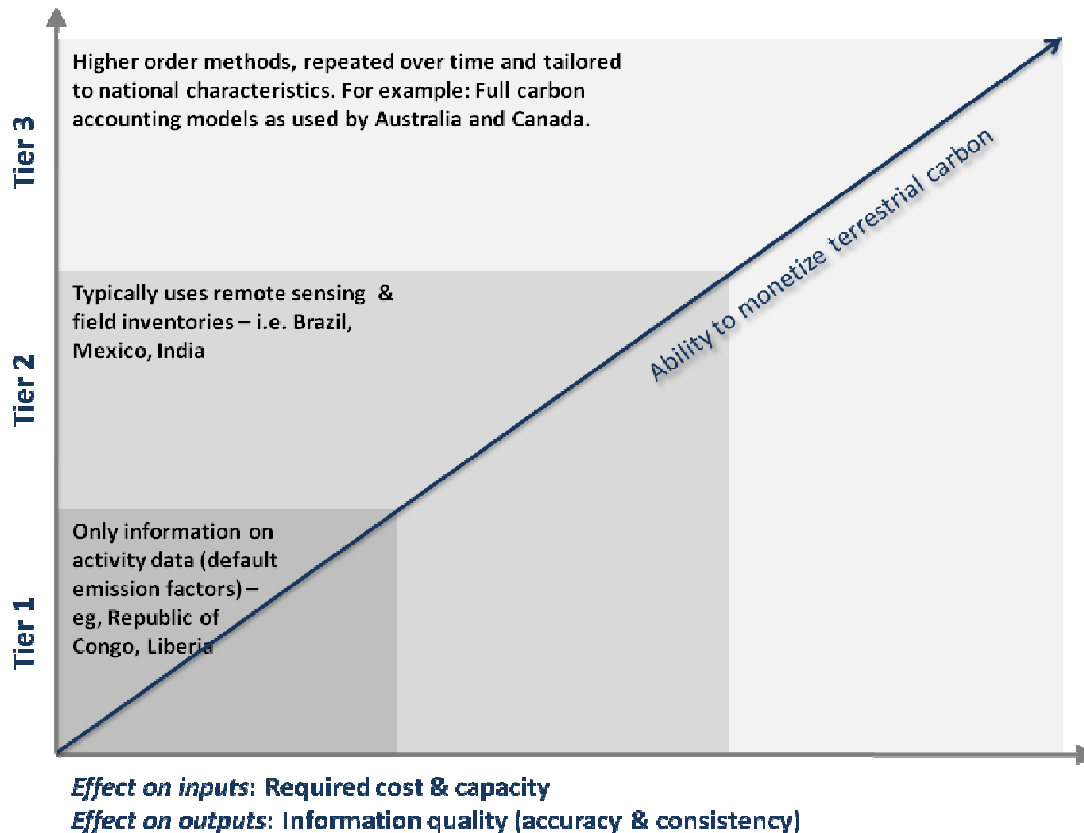 Higher order methods, repeated over time and tailored
to national characteristics. For example: Full carbon
accounting models as used by Australia and Canada.
Tier 3
Ability to monetize terrestrial carbon
Typically uses remote sensing &
field inventories – i.e. Brazil,
Mexico, India
Tier 2
Only information on
activity data (default
emission factors) –
eg, Republic of
Congo, Liberia
Tier 1
Effect on inputs: Required cost & capacity
Effect on outputs: Information quality (accuracy & consistency)